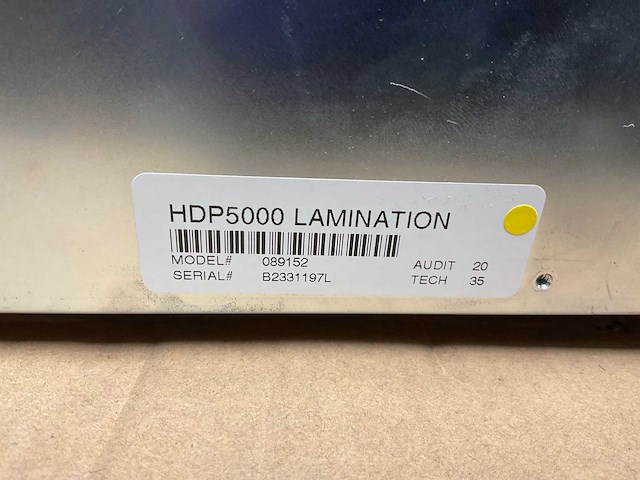 HDP5000 LAMINATION
MODEL# 089152
SERIAL# B2331197L
AUDIT 20
TECH 35